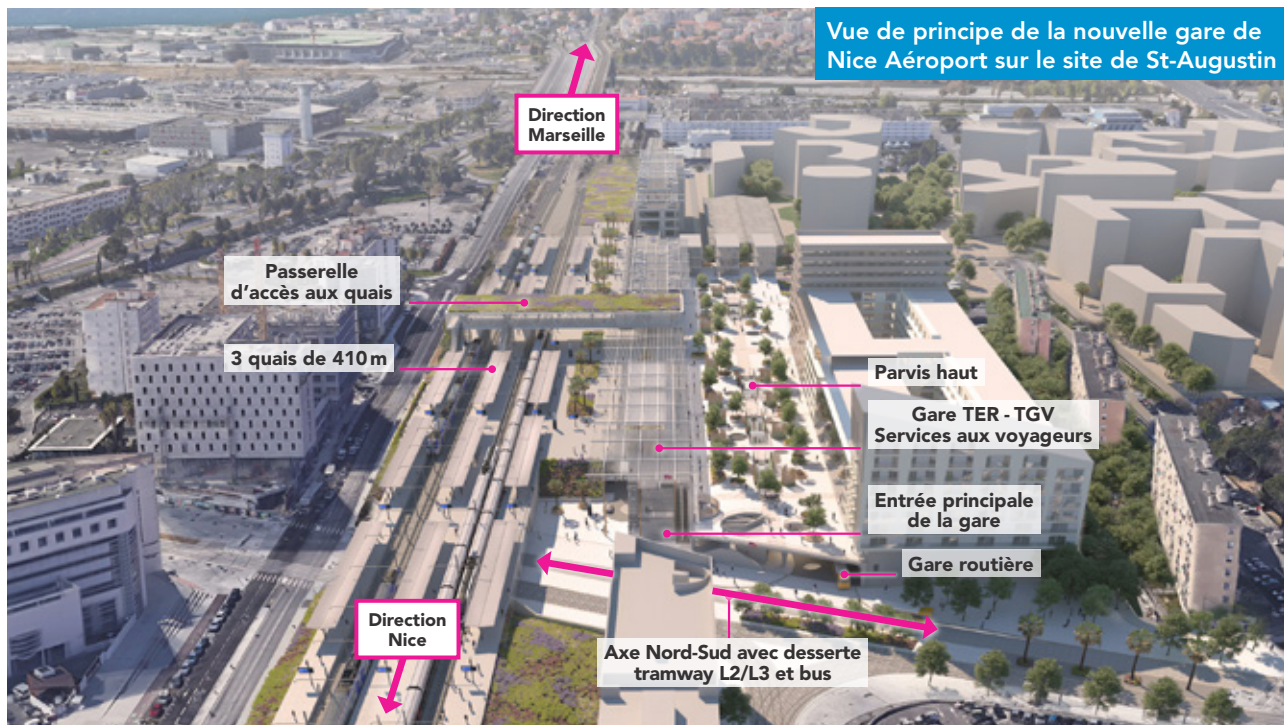 Vue de principe de la nouvelle gare de
Nice Aéroport sur le site de St-Augustin
Direction
Marseille
Passerelle
d'accès aux quais
3 quais de 410 m
Parvis haut
Gare TER - TGV
Services aux voyageurs
Entrée principale
de la gare
Gare routière
Direction
Nice
Axe Nord-Sud avec desserte
tramway L2/L3 et bus